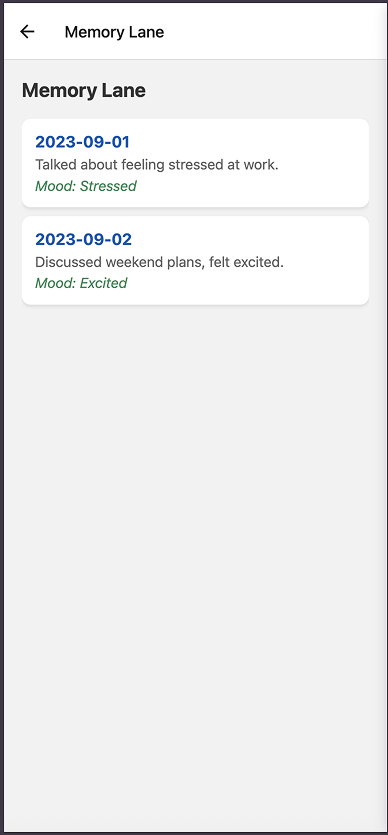 Memory Lane
Memory Lane
2023-09-01
Talked about feeling stressed at work.
Mood: Stressed
2023-09-02
Discussed weekend plans, felt excited.
Mood: Excited